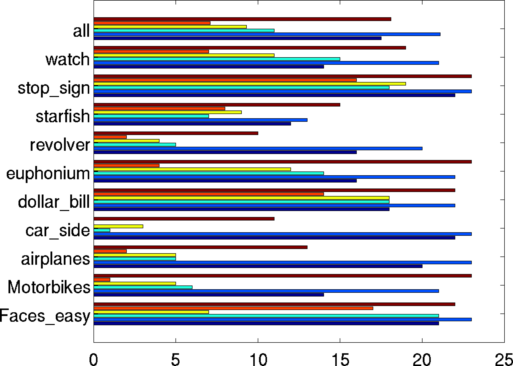 all
watch
stop_sign
starfish
revolver
euphonium
dollar_bill
car_side
airplanes
Motorbikes
Faces_easy
0 5 10 15 20 25